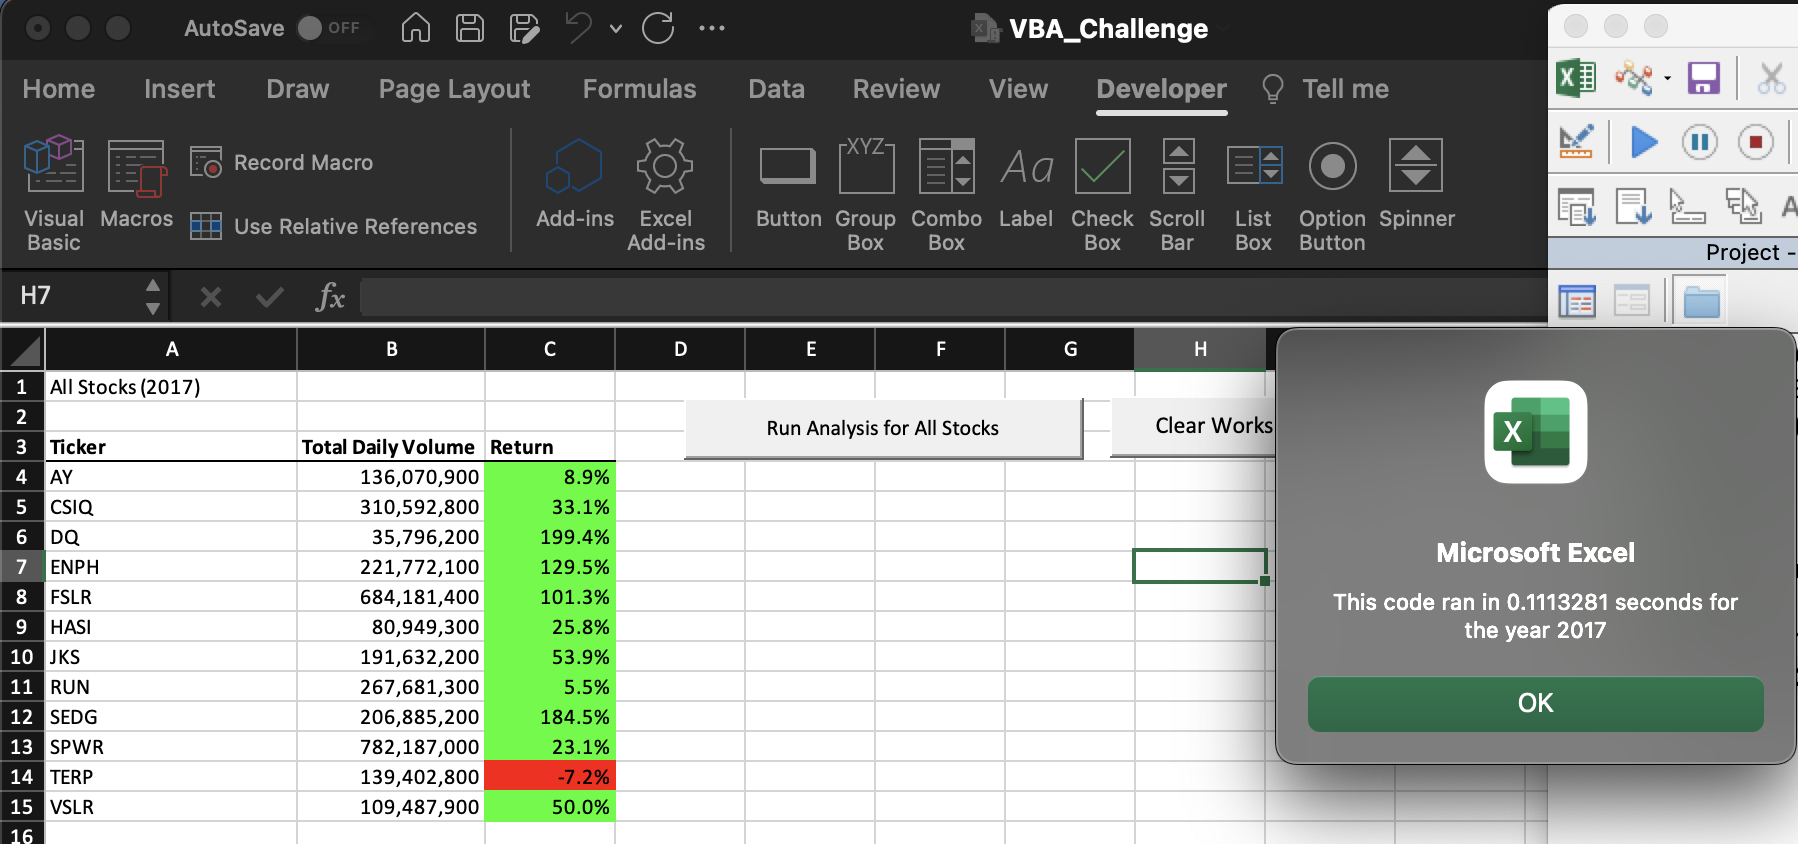 AutoSave OFF
VBA_Challenge
Home Insert Draw Page Layout Formulas Data Review View Developer Tell me
Visual Basic
Macros
Record Macro
Use Relative References
Add-ins
Excel Add-ins
Button
XYZ
Group Box
Combo Box
Aa
Label
Check Box
Scroll Bar
List Box
Option Button
Spinner
Project -
H7 fx
A B C D E F G H
1 All Stocks (2017)
2
Run Analysis for All Stocks
Clear Works
3 Ticker Total Daily Volume Return
4 AY 136,070,900 8.9%
5 CSIQ 310,592,800 33.1%
6 DQ 35,796,200 199.4%
7 ENPH 221,772,100 129.5%
8 FSLR 684,181,400 101.3%
9 HASI 80,949,300 25.8%
10 JKS 191,632,200 53.9%
11 RUN 267,681,300 5.5%
12 SEDG 206,885,200 184.5%
13 SPWR 782,187,000 23.1%
14 TERP 139,402,800 -7.2%
15 VSLR 109,487,900 50.0%
16
X
Microsoft Excel
This code ran in 0.1113281 seconds for
the year 2017
OK